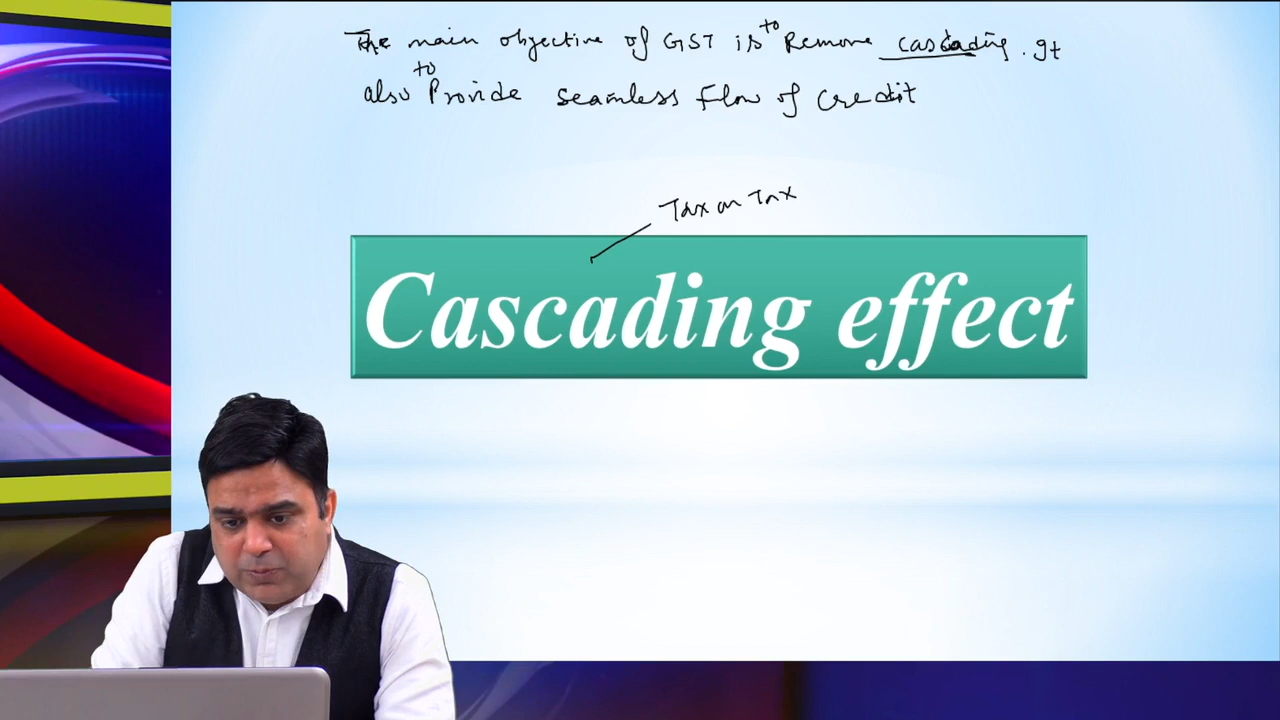 The main objective of GST is to Remove cascading. It
also to Provide seamless flow of credit
Tax on Tax
Cascading effect